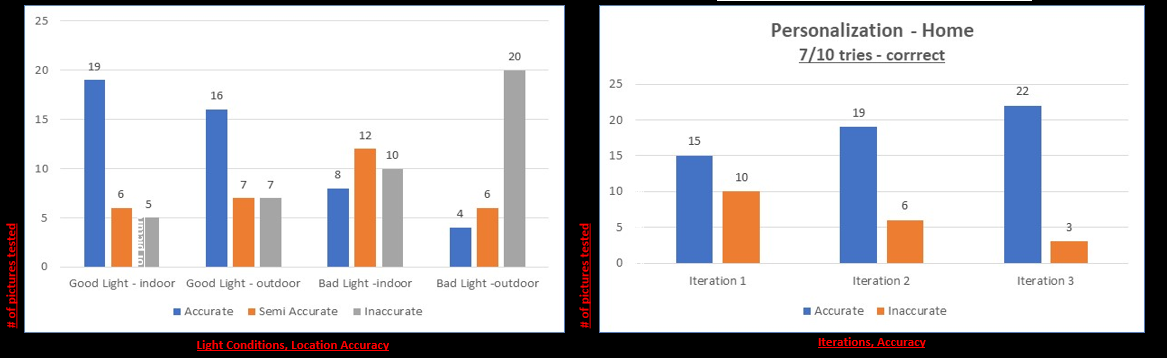 25
20
15
10
5
0
19
6
5
16
7
7
8
12
10
4
6
20
Good Light - indoor
Good Light - outdoor
Bad Light -indoor
Bad Light -outdoor
Accurate
Semi Accurate
Inaccurate
# of pictures tested
Light Conditions, Location Accuracy
Personalization - Home
7/10 tries - corrrect
25
20
15
10
5
0
15
10
19
6
22
3
Iteration 1
Iteration 2
Iteration 3
Accurate
Inaccurate
# of pictures tested
Iterations, Accuracy